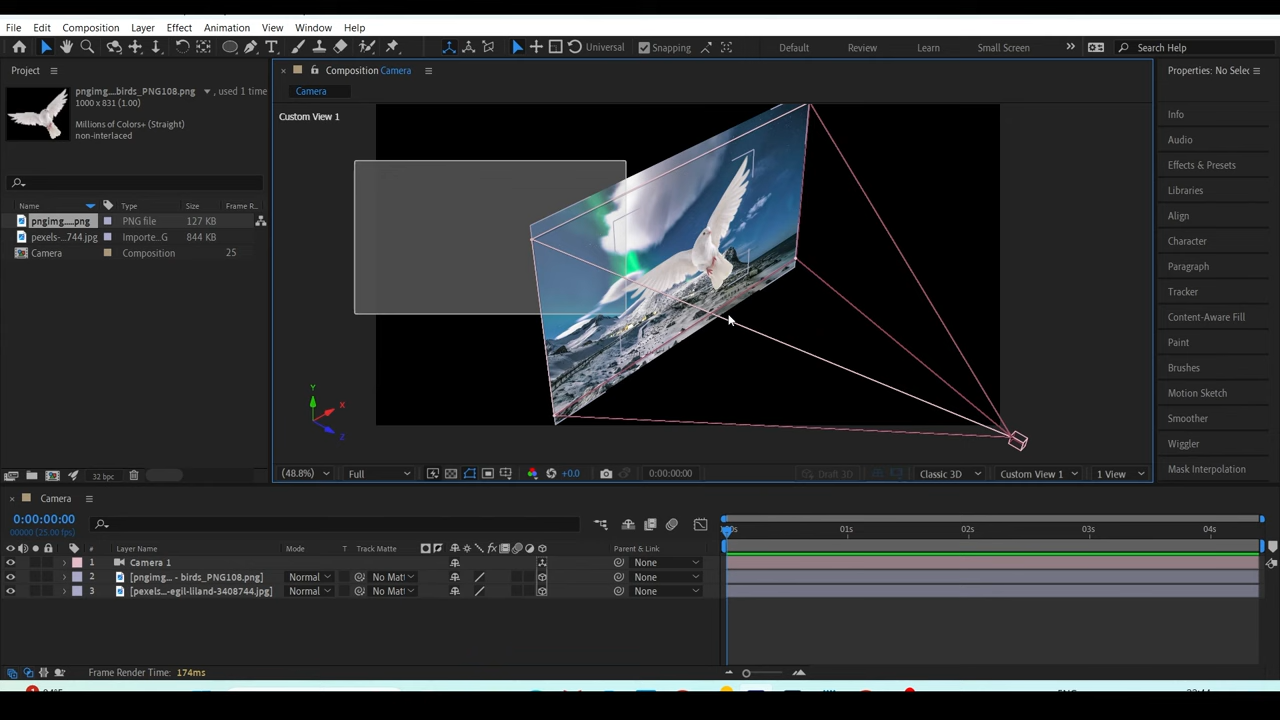 File Edit Composition Layer Effect Animation View Window Help
Universal Snapping Default Review Learn Small Screen Search Help
Project
Composition Camera
Properties: No Selec
pngimg....birds_PNG108.png , used 1 time
1000 x 831 (1.00)
Millions of Colors+ (Straight)
non-interlaced
Camera
Custom View 1
Info
Audio
Effects & Presets
Libraries
Align
Character
Paragraph
Tracker
Content-Aware Fill
Paint
Brushes
Motion Sketch
Smoother
Wiggler
Mask Interpolation
Name Type Size Frame R..
pngimg.....png PNG file 127 KB
pexels-...744.jpg Importe...G 844 KB
Camera Composition 25
Y
X
Z
32 bpc
(48.8%) Full +0.0 0:00:00:00 Draft 3D Classic 3D Custom View 1 1 View
Camera
0:00:00:00
00000 (25.00 fps)
00s 01s 02s 03s 04s
# Layer Name Mode T Track Matte Parent & Link
1 Camera 1 None
2 [pngimg... - birds_PNG108.png] Normal No Matt None
3 [pexels-...-egil-liland-3408744.jpg] Normal No Matt None
Frame Render Time: 174ms